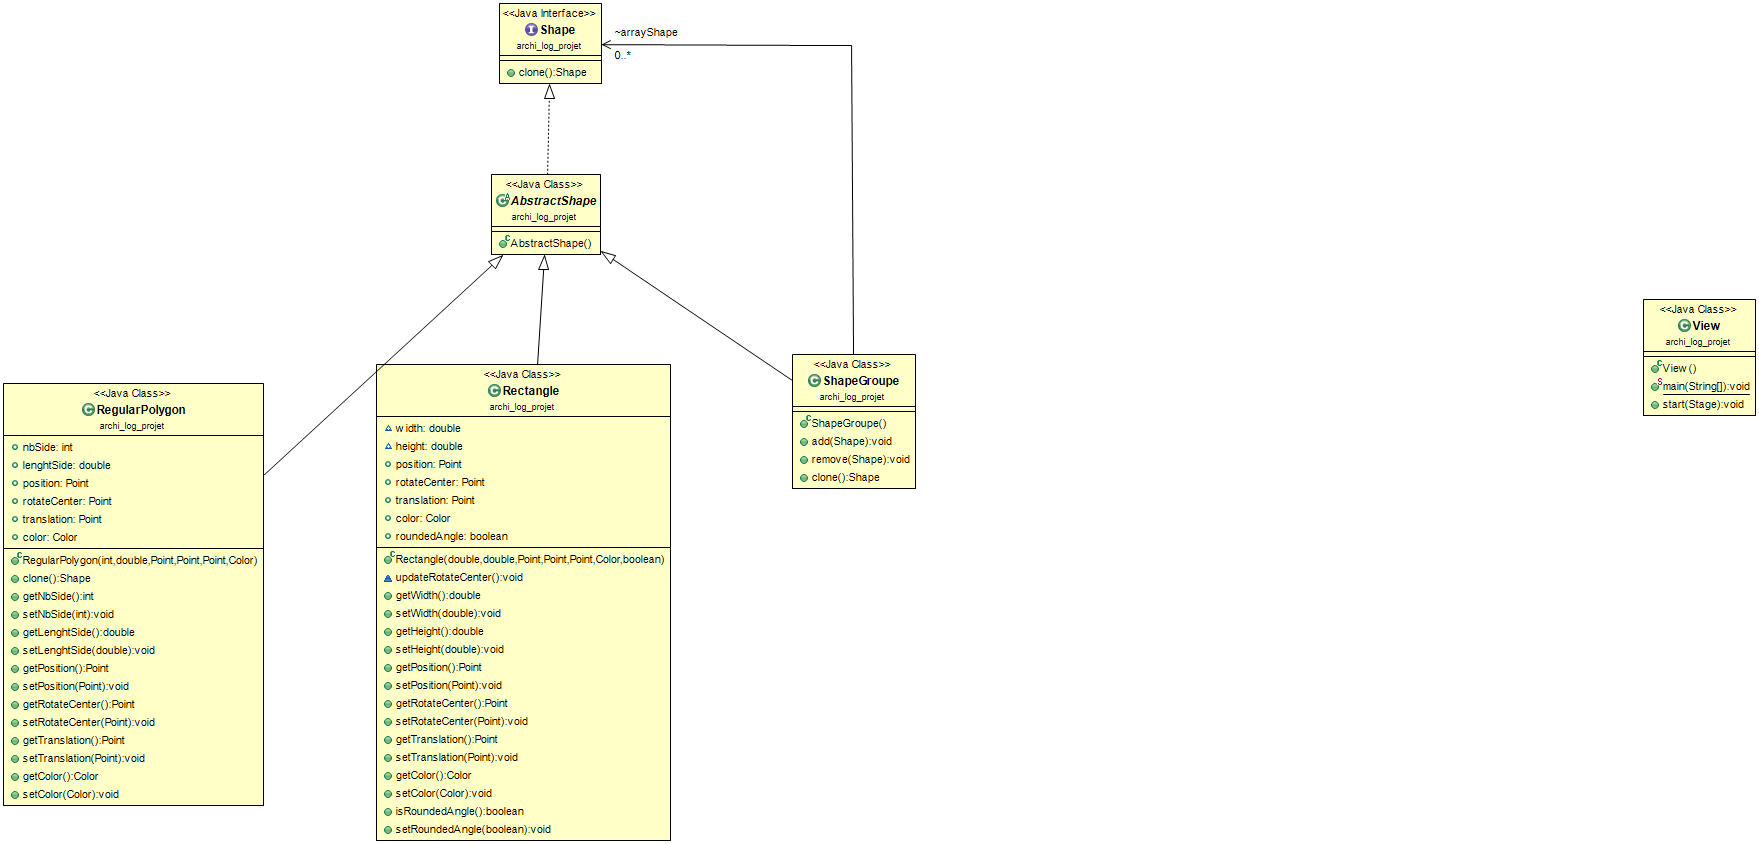 <<Java Interface>>
Shape
archi_log_projet
clone():Shape
~arrayShape
0..*
<<Java Class>>
AbstractShape
archi_log_projet
AbstractShape()
<<Java Class>>
RegularPolygon
archi_log_projet
nbSide: int
lenghtSide: double
position: Point
rotateCenter: Point
translation: Point
color: Color
RegularPolygon(int,double,Point,Point,Point,Color)
clone():Shape
getNbSide():int
setNbSide(int):void
getLenghtSide():double
setLenghtSide(double):void
getPosition():Point
setPosition(Point):void
getRotateCenter():Point
setRotateCenter(Point):void
getTranslation():Point
setTranslation(Point):void
getColor():Color
setColor(Color):void
<<Java Class>>
Rectangle
archi_log_projet
width: double
height: double
position: Point
rotateCenter: Point
translation: Point
color: Color
roundedAngle: boolean
Rectangle(double,double,Point,Point,Point,Color,boolean)
updateRotateCenter():void
getWidth():double
setWidth(double):void
getHeight():double
setHeight(double):void
getPosition():Point
setPosition(Point):void
getRotateCenter():Point
setRotateCenter(Point):void
getTranslation():Point
setTranslation(Point):void
getColor():Color
setColor(Color):void
isRoundedAngle():boolean
setRoundedAngle(boolean):void
<<Java Class>>
ShapeGroupe
archi_log_projet
ShapeGroupe()
add(Shape):void
remove(Shape):void
clone():Shape
<<Java Class>>
View
archi_log_projet
View()
main(String[]):void
start(Stage):void